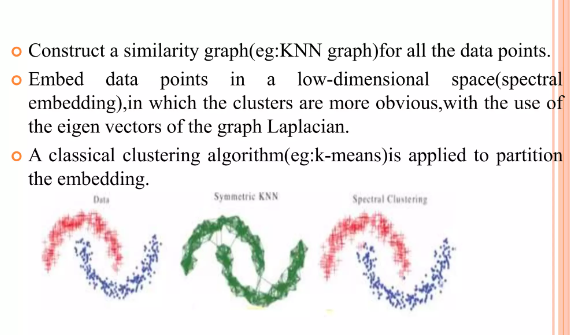 Construct a similarity graph(eg:KNN graph)for all the data points.
Embed data points in a low-dimensional space(spectral
embedding),in which the clusters are more obvious,with the use of
the eigen vectors of the graph Laplacian.
A classical clustering algorithm(eg:k-means)is applied to partition
the embedding.
Data
Symmetric KNN
Spectral Clustering